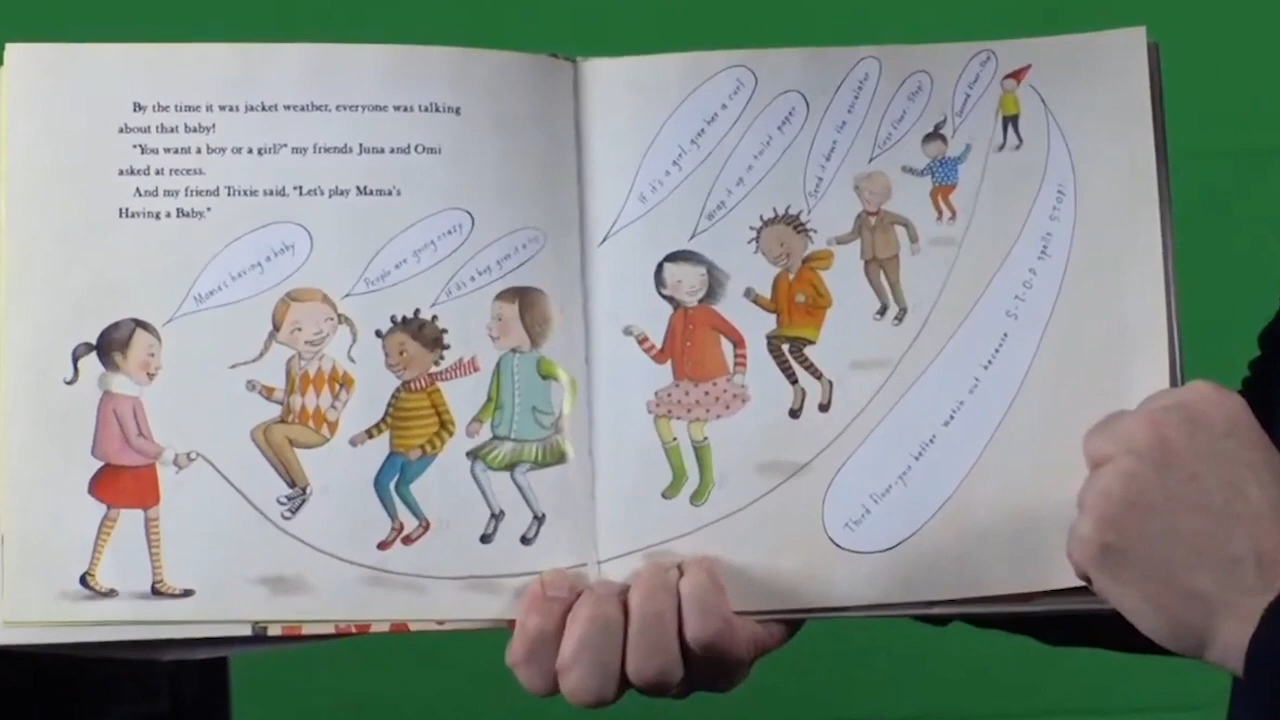 By the time it was jacket weather, everyone was talking
about that baby!
"You want a boy or a girl?" my friends Juna and Omi
asked at recess.
And my friend Trixie said, "Let's play Mama's
Having a Baby."
Mama's having a baby
People are going crazy
If it's a boy, give it a
If it's a girl, give her a curl
Wrap it up in toilet paper
Send it down the escalator
First floor-Stop!
Second floor-
Third floor, you better watch out because S-T-O-P spells STOP!